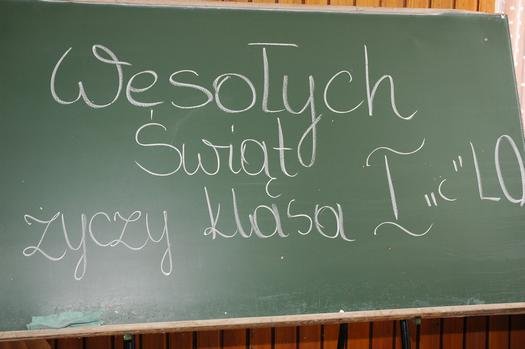 Wesołych
Świąt
życzy klasa I „c” LO